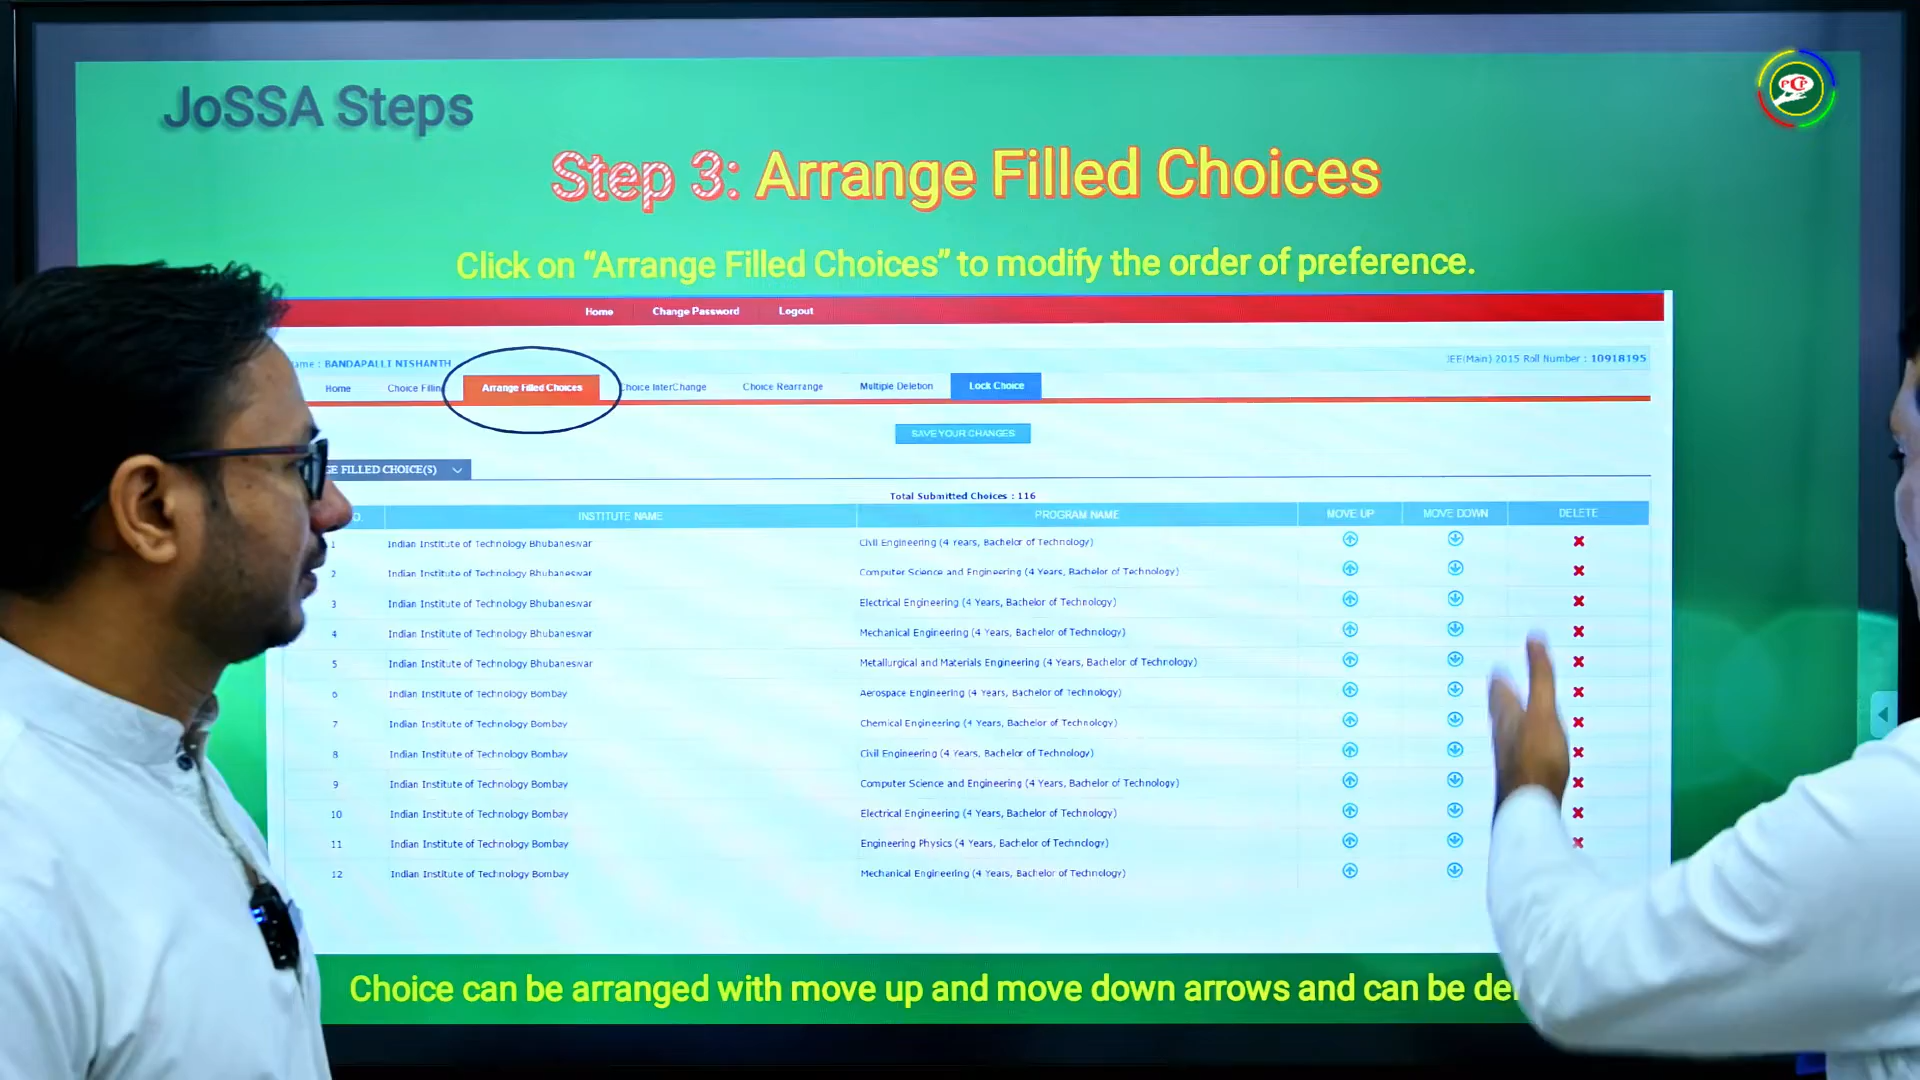 JoSSA Steps
PCP
Step 3: Arrange Filled Choices
Click on “Arrange Filled Choices” to modify the order of preference.
Home Change Password Logout
ame : BANDAPALLI NISHANTH
JEE(Main) 2015 Roll Number : 10918195
Home Choice Fillin Arrange Filled Choices Choice InterChange Choice Rearrange Multiple Deletion Lock Choice
SAVE YOUR CHANGES
GE FILLED CHOICE(S)
Total Submitted Choices : 116
O. INSTITUTE NAME PROGRAM NAME MOVE UP MOVE DOWN DELETE
1 Indian Institute of Technology Bhubaneswar Civil Engineering (4 Years, Bachelor of Technology)
2 Indian Institute of Technology Bhubaneswar Computer Science and Engineering (4 Years, Bachelor of Technology)
3 Indian Institute of Technology Bhubaneswar Electrical Engineering (4 Years, Bachelor of Technology)
4 Indian Institute of Technology Bhubaneswar Mechanical Engineering (4 Years, Bachelor of Technology)
5 Indian Institute of Technology Bhubaneswar Metallurgical and Materials Engineering (4 Years, Bachelor of Technology)
6 Indian Institute of Technology Bombay Aerospace Engineering (4 Years, Bachelor of Technology)
7 Indian Institute of Technology Bombay Chemical Engineering (4 Years, Bachelor of Technology)
8 Indian Institute of Technology Bombay Civil Engineering (4 Years, Bachelor of Technology)
9 Indian Institute of Technology Bombay Computer Science and Engineering (4 Years, Bachelor of Technology)
10 Indian Institute of Technology Bombay Electrical Engineering (4 Years, Bachelor of Technology)
11 Indian Institute of Technology Bombay Engineering Physics (4 Years, Bachelor of Technology)
12 Indian Institute of Technology Bombay Mechanical Engineering (4 Years, Bachelor of Technology)
Choice can be arranged with move up and move down arrows and can be de